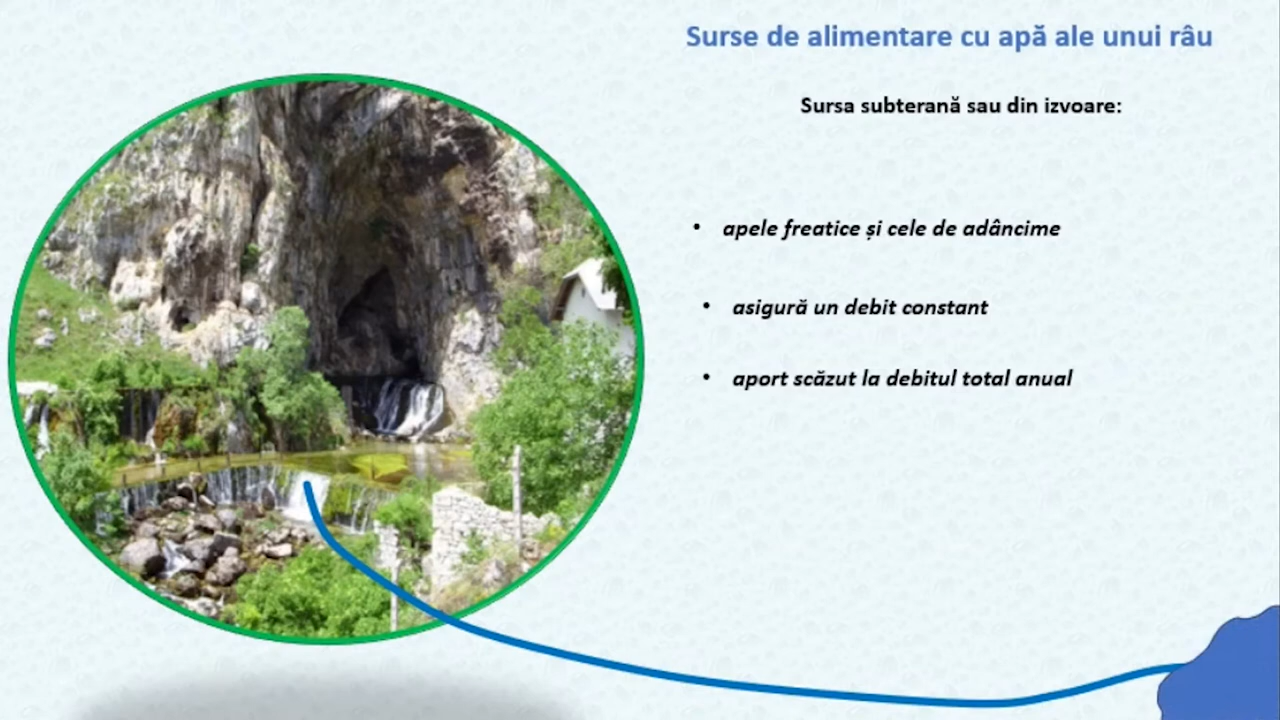 Surse de alimentare cu apă ale unui râu
Sursa subterană sau din izvoare:
• apele freatice și cele de adâncime
• asigură un debit constant
• aport scăzut la debitul total anual